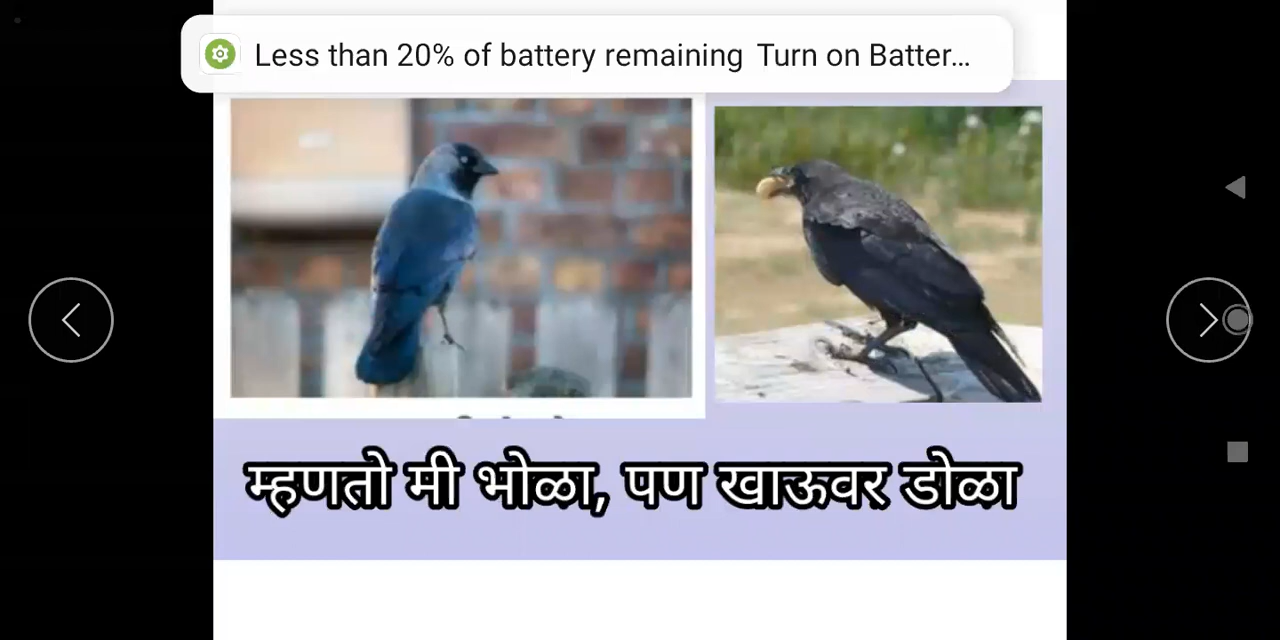 Less than 20% of battery remaining Turn on Batter...
म्हणतो मी भोळा, पण खाऊवर डोळा